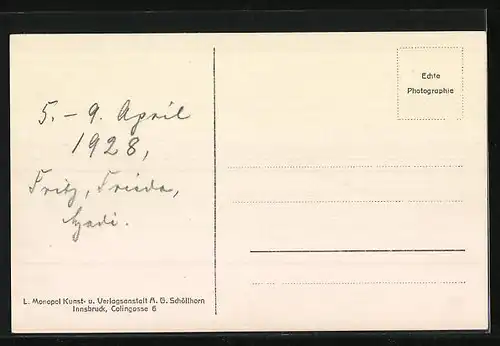 5. - 9. April
1928,
Fritz, Frieda,
Echte
Photographie
L. Monopol Kunst- u. Verlagsanstalt A. G. Schöllhorn
Innsbruck, Colingasse 6